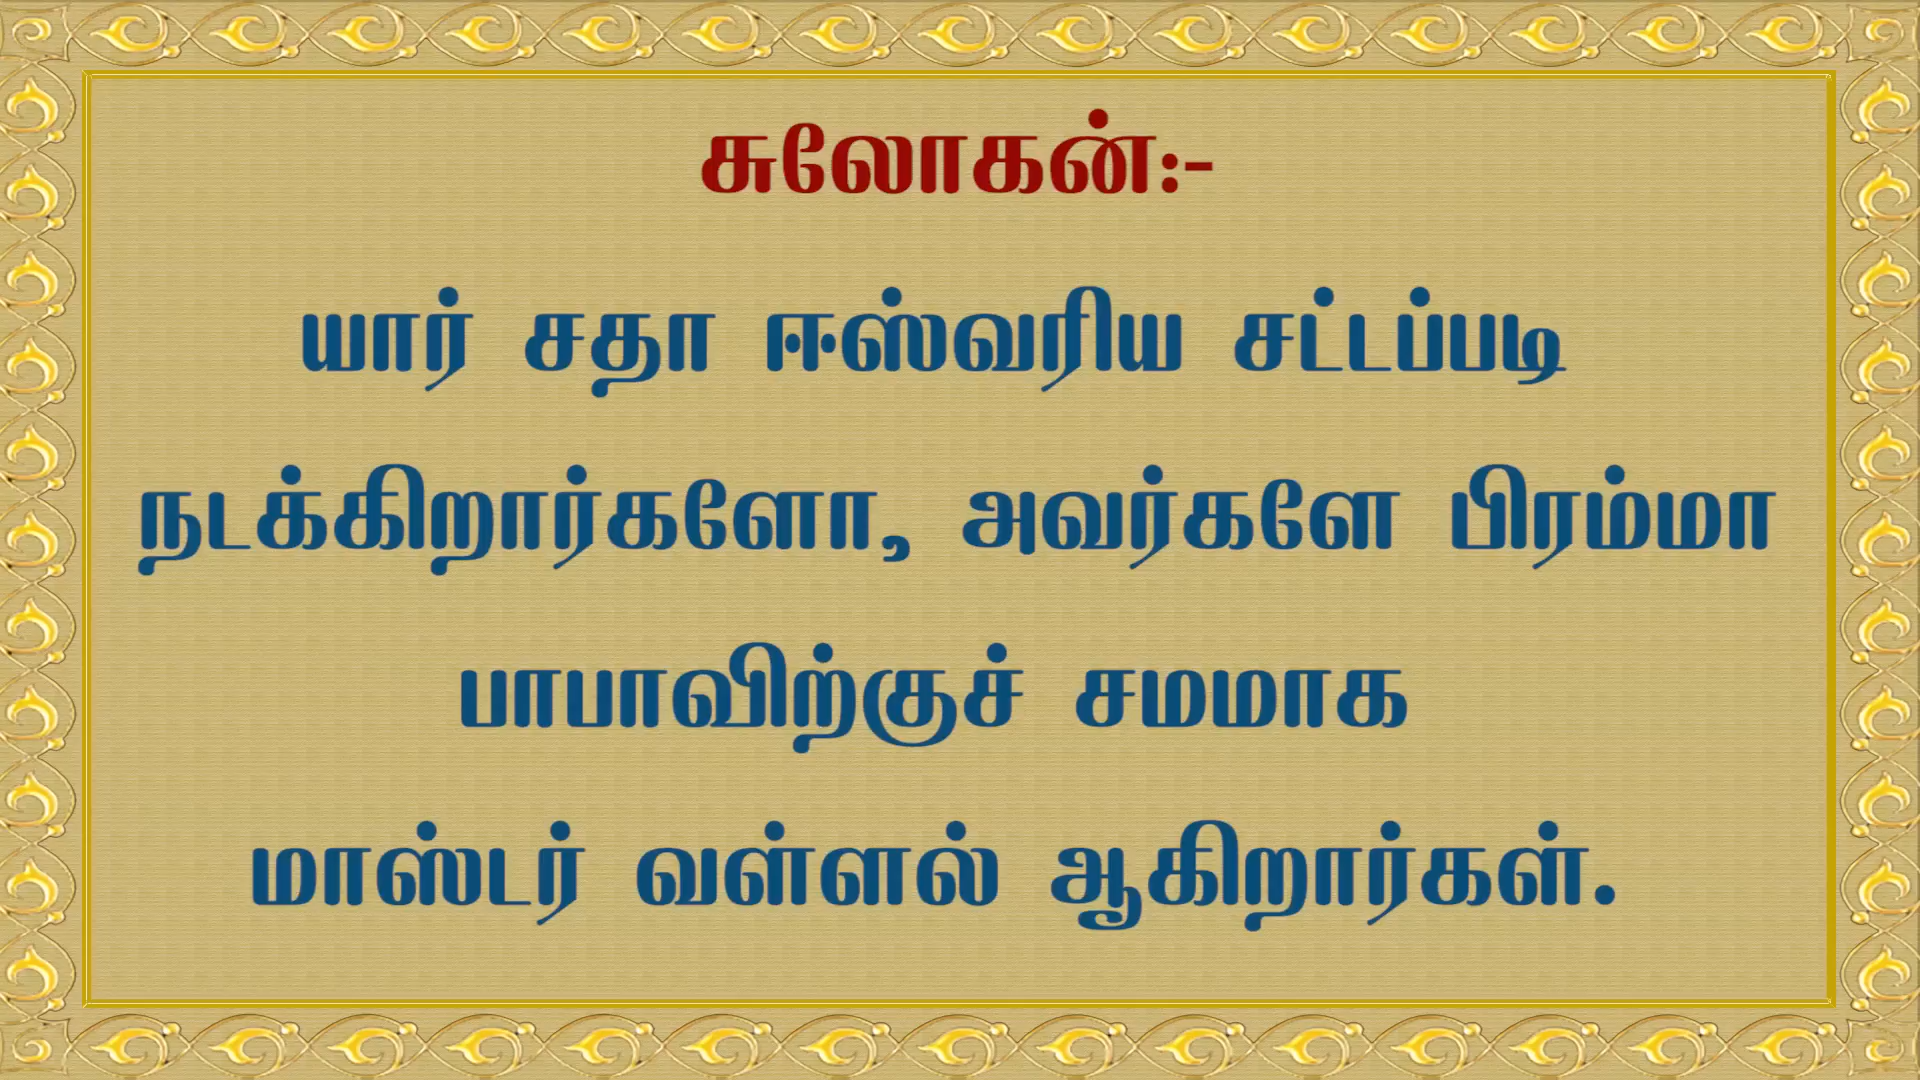 சுலோகன்:-
யார் சதா ஈஸ்வரிய சட்டப்படி
நடக்கிறார்களோ, அவர்களே பிரம்மா
பாபாவிற்குச் சமமாக
மாஸ்டர் வள்ளல் ஆகிறார்கள்.